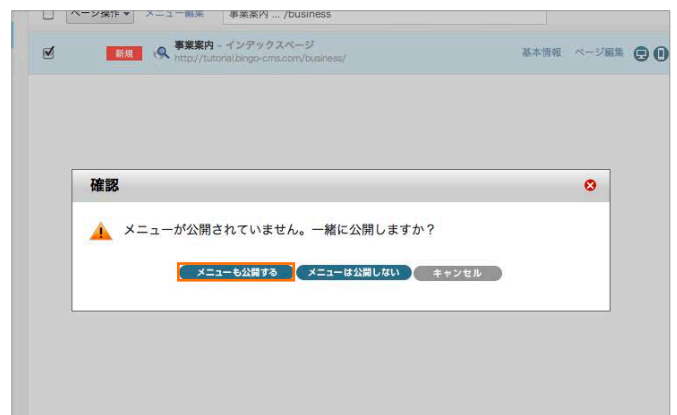 ページ操作▼ メニュー編集 事業案内 ... /business
新規 事業案内 - インデックスページ 基本情報 ページ編集
http://tutorial.bingo-cms.com/business/
確認
メニューが公開されていません。一緒に公開しますか？
メニューも公開する メニューは公開しない キャンセル